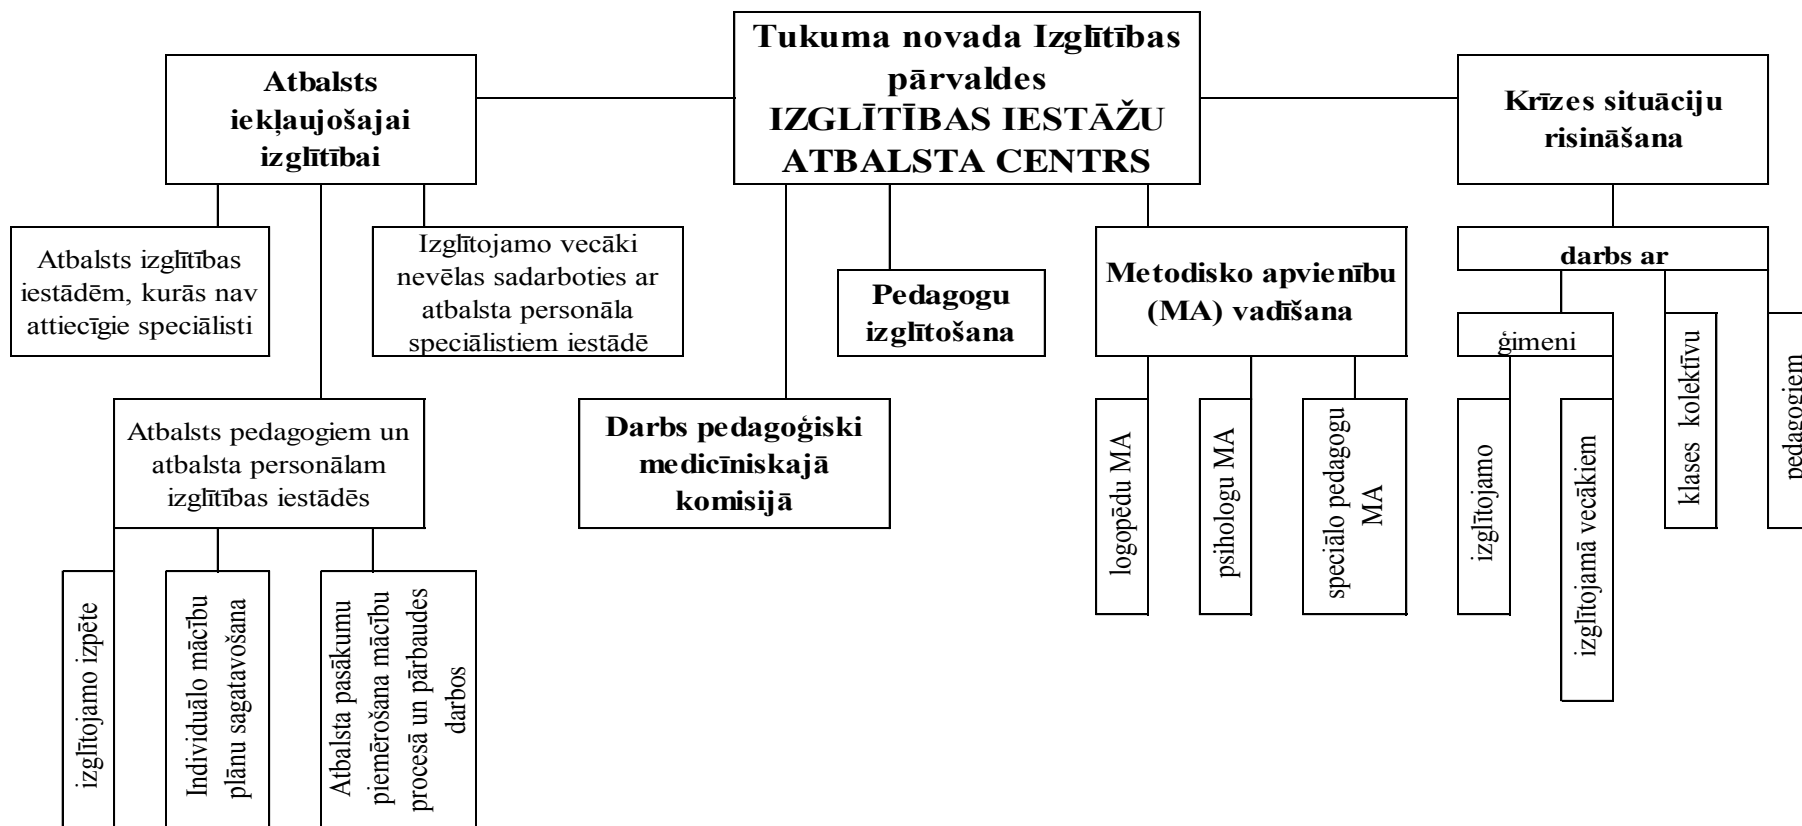 Tukuma novada Izglītības
pārvaldes
IZGLĪTĪBAS IESTĀŽU
ATBALSTA CENTRS
Atbalsts
iekļaujošajai
izglītībai
Krīzes situāciju
risināšana
Atbalsts izglītības
iestādēm, kurās nav
attiecīgie speciālisti
Izglītojamo vecāki
nevēlas sadarboties ar
atbalsta personāla
speciālistiem iestādē
Atbalsts pedagogiem un
atbalsta personālam
izglītības iestādēs
izglītojamo izpēte
Individuālo mācību
plānu sagatavošana
Atbalsta pasākumu
piemērošana mācību
procesā un pārbaudes
darbos
Darbs pedagoģiski
medicīniskajā
komisijā
Pedagogu
izglītošana
Metodisko apvienību
(MA) vadīšana
logopēdu MA
psihologu MA
speciālo pedagogu
MA
darbs ar
ģimeni
izglītojamo
izglītojamā vecākiem
klases kolektīvu
pedagogiem